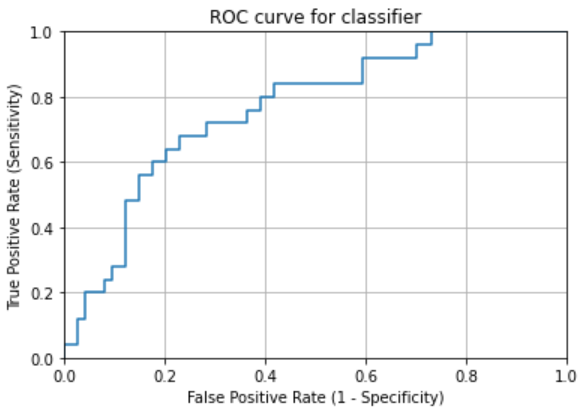 ROC curve for classifier
True Positive Rate (Sensitivity)
1.0
0.8
0.6
0.4
0.2
0.0
0.0 0.2 0.4 0.6 0.8 1.0
False Positive Rate (1 - Specificity)